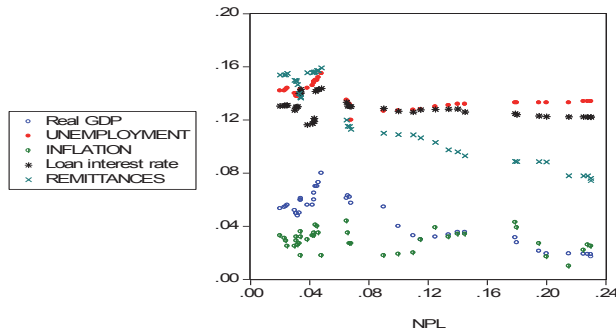 Real GDP
UNEMPLOYMENT
INFLATION
Loan interest rate
REMITTANCES
.20
.16
.12
.08
.04
.00
.00 .04 .08 .12 .16 .20 .24
NPL